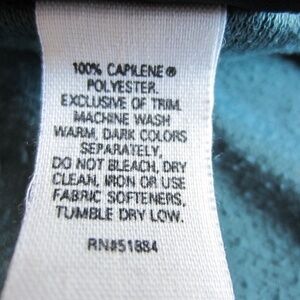 100% CAPILENE®
POLYESTER.
EXCLUSIVE OF TRIM.
MACHINE WASH
WARM, DARK COLORS
SEPARATELY,
DO NOT BLEACH, DRY
CLEAN, IRON OR USE
FABRIC SOFTENERS,
TUMBLE DRY LOW.
RN#51884